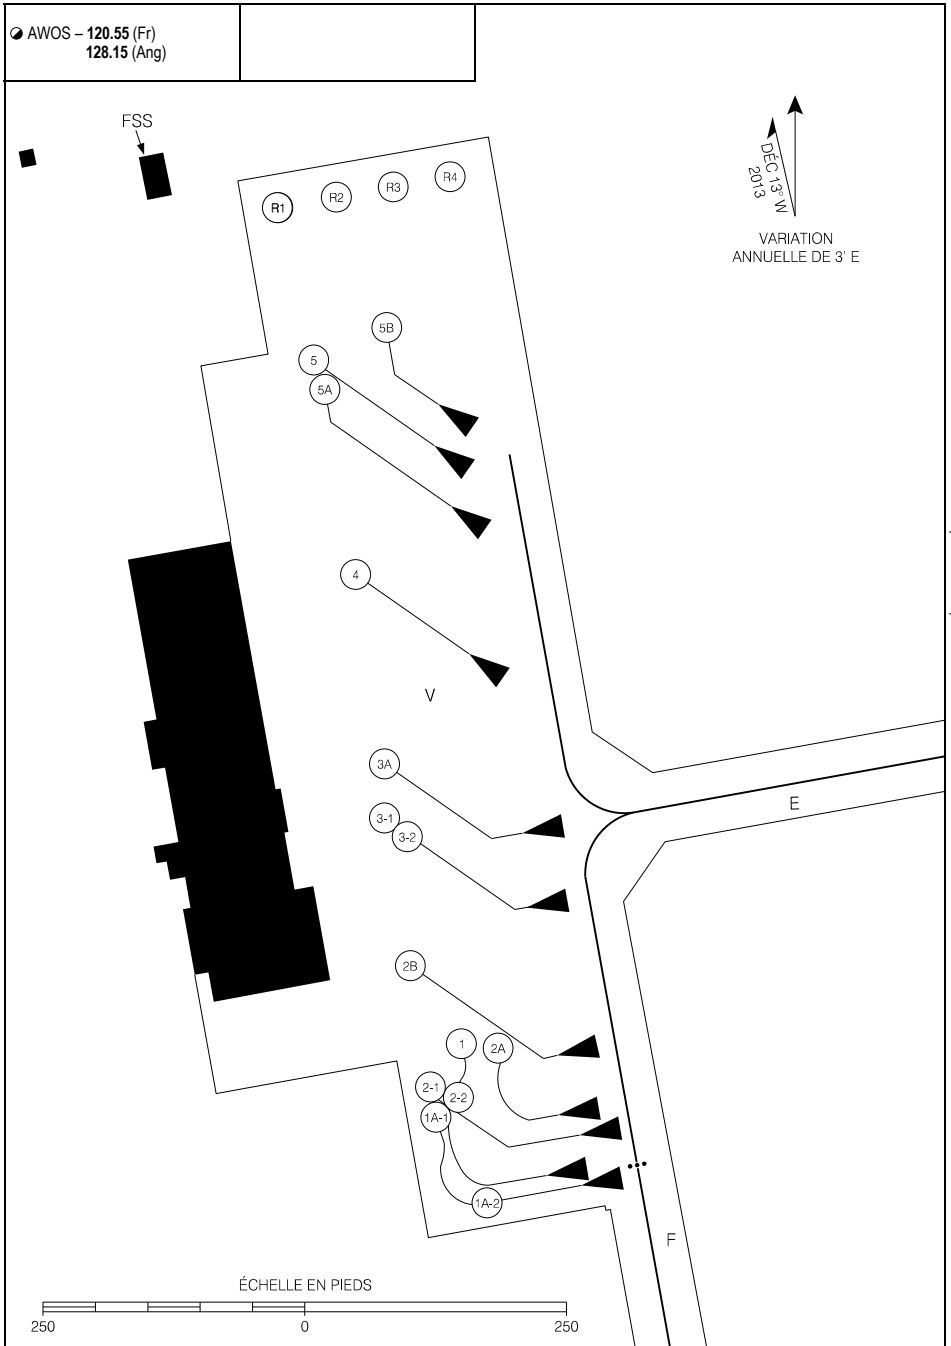 AWOS – 120.55 (Fr)
128.15 (Ang)
FSS
R1
R2
R3
R4
DÉC 13° W
2013
VARIATION
ANNUELLE DE 3' E
5B
5
5A
4
V
3A
3-1
3-2
E
2B
1
2A
2-1
2-2
1A-1
1A-2
F
ÉCHELLE EN PIEDS
250
0
250